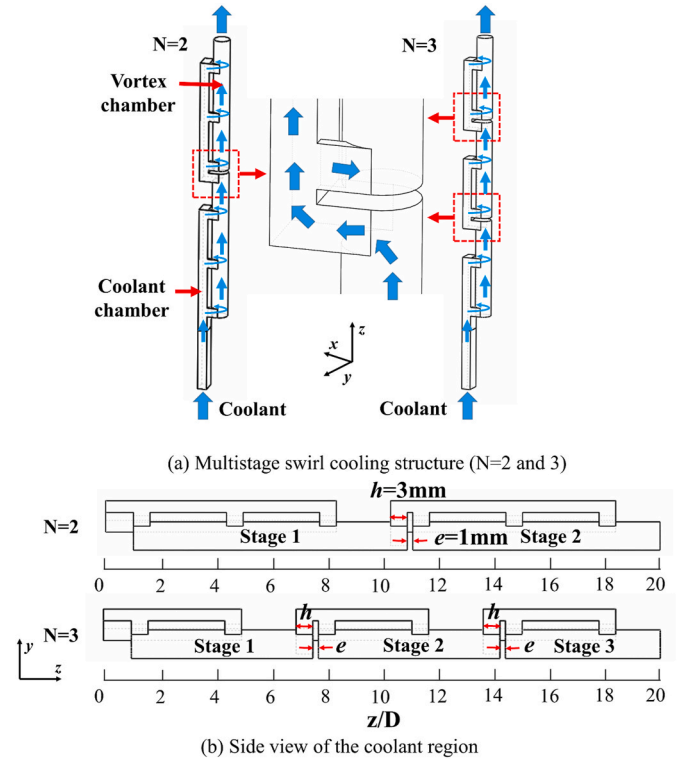 N=2
N=3
Vortex
chamber
Coolant
chamber
z
x
y
Coolant
Coolant
(a) Multistage swirl cooling structure (N=2 and 3)
h=3mm
N=2
Stage 1
e=1mm
Stage 2
0 2 4 6 8 10 12 14 16 18 20
h
h
N=3
Stage 1
e
Stage 2
e
Stage 3
y
z
0 2 4 6 8 10 12 14 16 18 20
z/D
(b) Side view of the coolant region